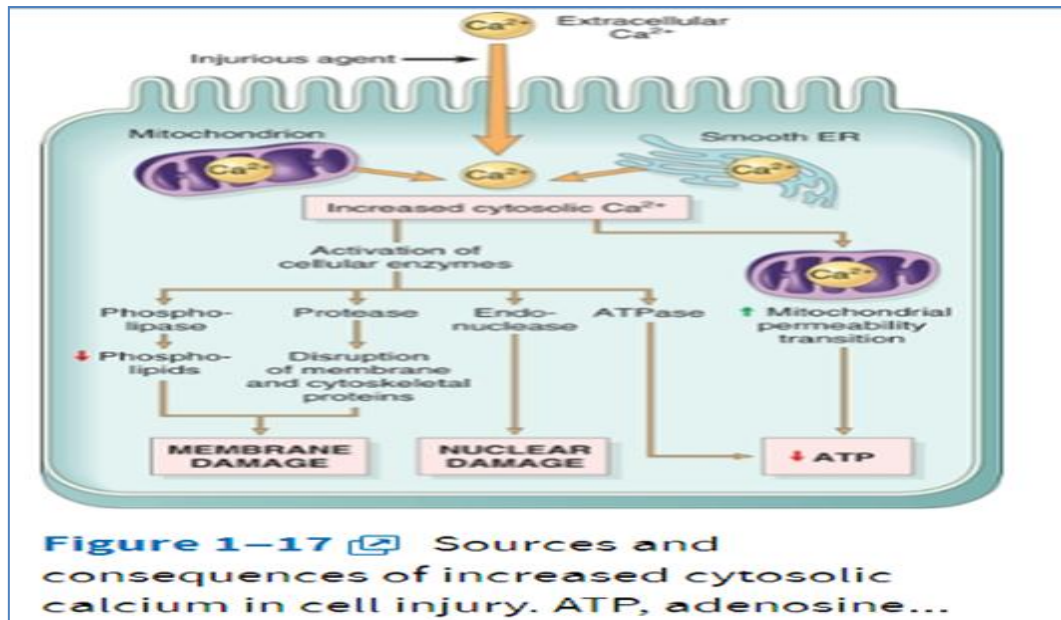 Ca²⁺
Extracellular
Ca²⁺
Injurious agent
Mitochondrion
Smooth ER
Ca²⁺
Ca²⁺
Ca²⁺
Increased cytosolic Ca²⁺
Activation of
cellular enzymes
Ca²⁺
Phospho-
lipase
Protease
Endo-
nuclease
ATPase
↑ Mitochondrial
permeability
transition
↓ Phospho-
lipids
Disruption
of membrane
and cytoskeletal
proteins
MEMBRANE
DAMAGE
NUCLEAR
DAMAGE
↓ ATP
Figure 1–17 Sources and
consequences of increased cytosolic
calcium in cell injury. ATP, adenosine...